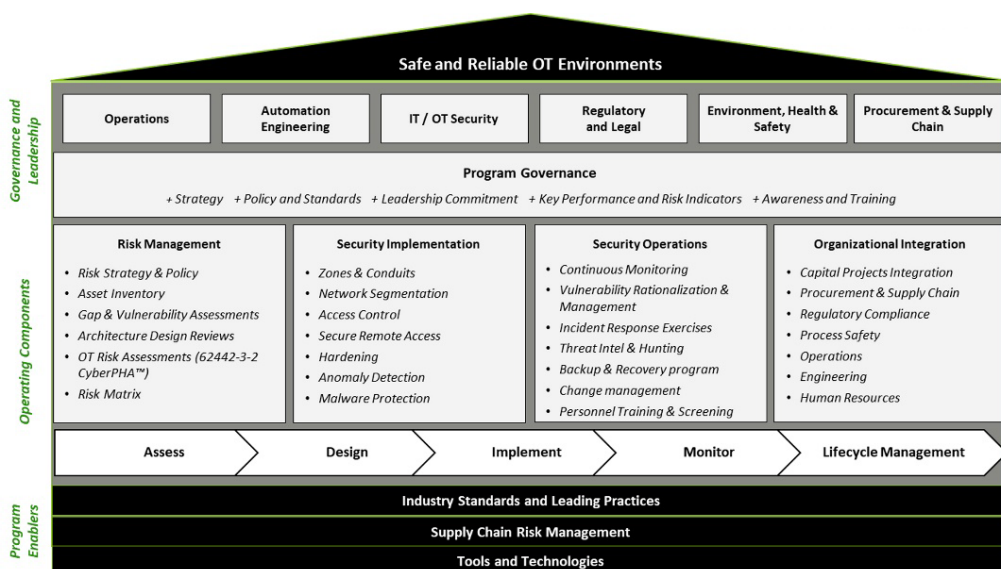 Safe and Reliable OT Environments
Governance and
Leadership
Operations
Automation
Engineering
IT / OT Security
Regulatory
and Legal
Environment, Health &
Safety
Procurement & Supply
Chain
Program Governance
+ Strategy + Policy and Standards + Leadership Commitment + Key Performance and Risk Indicators + Awareness and Training
Operating Components
Risk Management
• Risk Strategy & Policy
• Asset Inventory
• Gap & Vulnerability Assessments
• Architecture Design Reviews
• OT Risk Assessments (62442-3-2
CyberPHA™)
• Risk Matrix
Security Implementation
• Zones & Conduits
• Network Segmentation
• Access Control
• Secure Remote Access
• Hardening
• Anomaly Detection
• Malware Protection
Security Operations
• Continuous Monitoring
• Vulnerability Rationalization &
Management
• Incident Response Exercises
• Threat Intel & Hunting
• Backup & Recovery program
• Change management
• Personnel Training & Screening
Organizational Integration
• Capital Projects Integration
• Procurement & Supply Chain
• Regulatory Compliance
• Process Safety
• Operations
• Engineering
• Human Resources
Assess
Design
Implement
Monitor
Lifecycle Management
Program
Enablers
Industry Standards and Leading Practices
Supply Chain Risk Management
Tools and Technologies